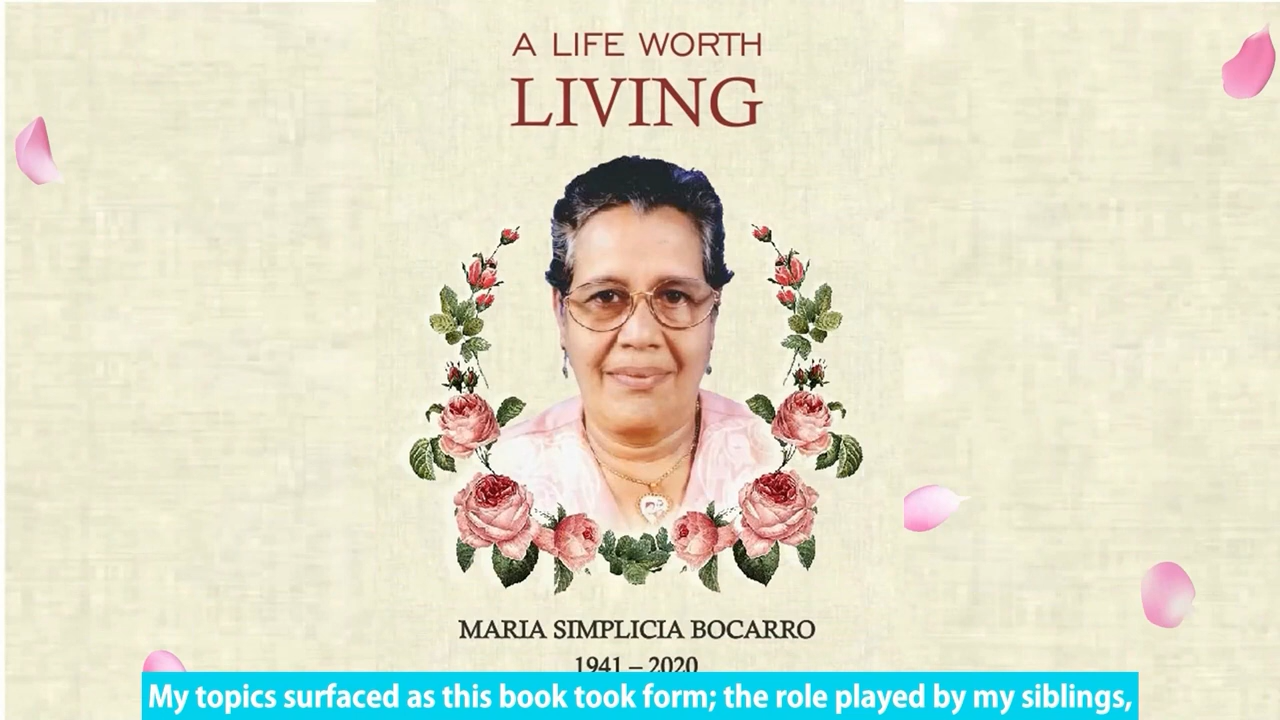 A LIFE WORTH
LIVING
MARIA SIMPLICIA BOCARRO
1941 – 2020
My topics surfaced as this book took form; the role played by my siblings,